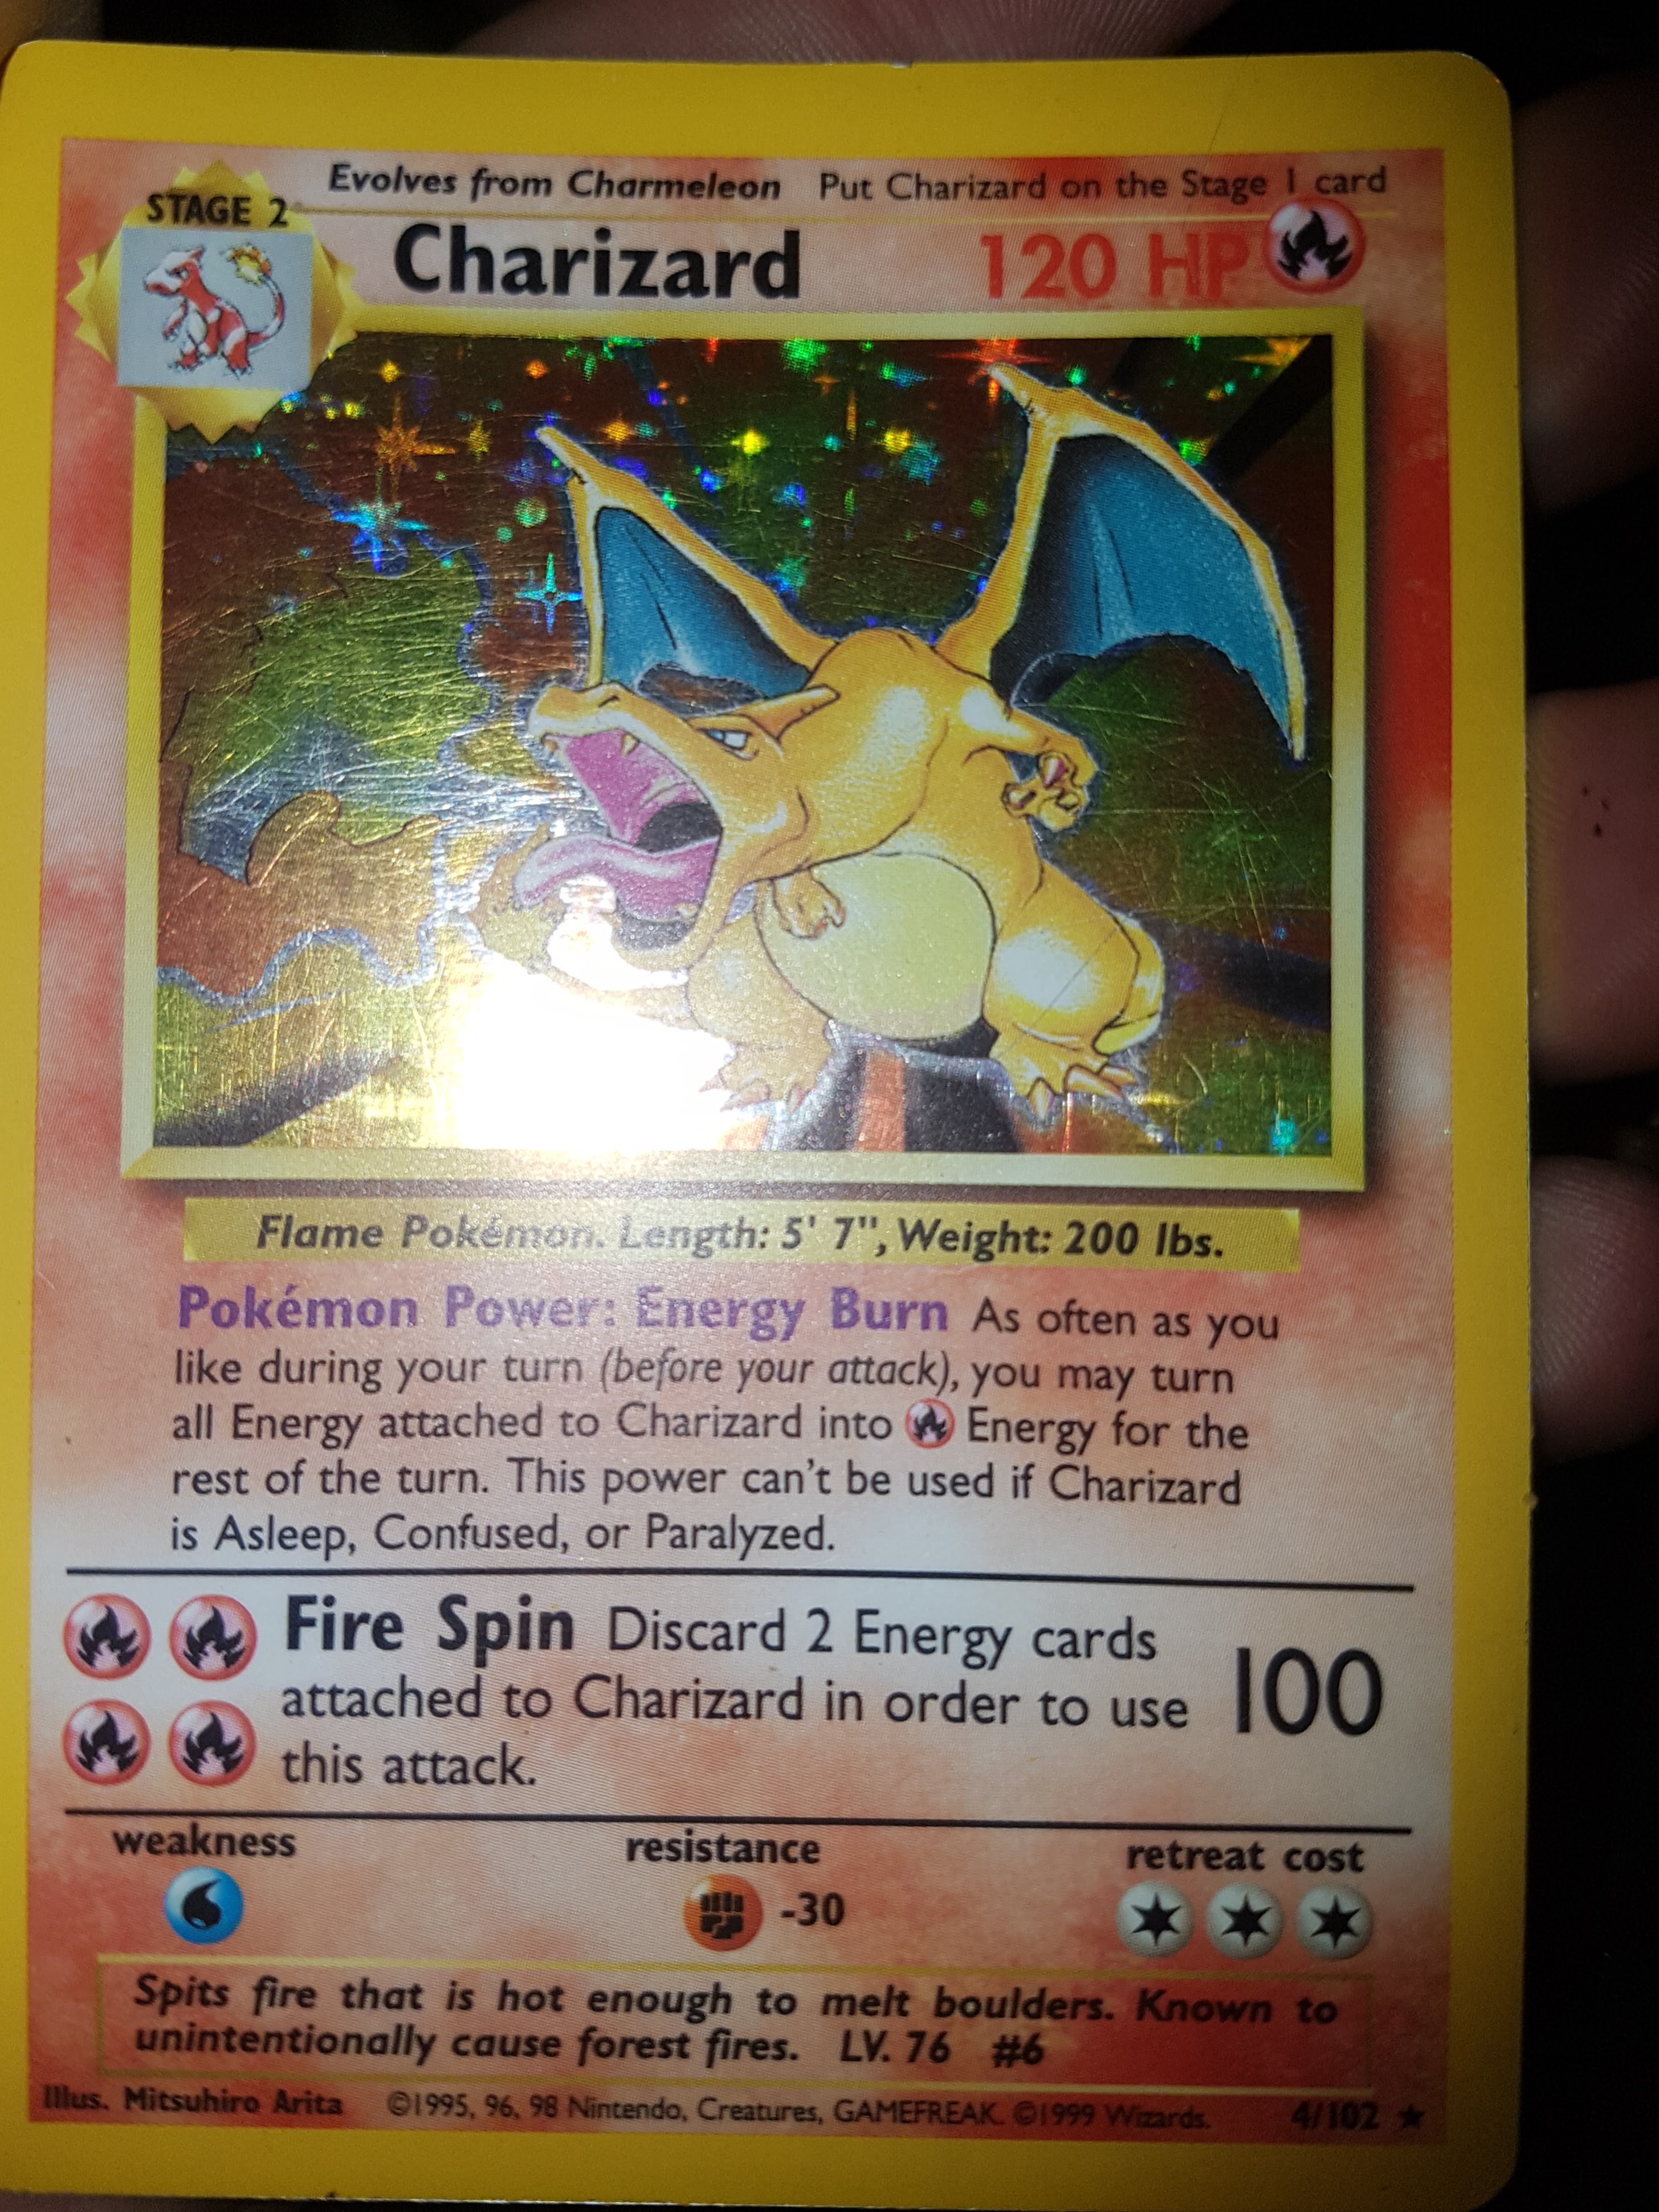 Evolves from Charmeleon Put Charizard on the Stage 1 card
STAGE 2
Charizard 120 HP
Flame Pokémon. Length: 5' 7", Weight: 200 lbs.
Pokémon Power: Energy Burn As often as you
like during your turn (before your attack), you may turn
all Energy attached to Charizard into Energy for the
rest of the turn. This power can't be used if Charizard
is Asleep, Confused, or Paralyzed.
Fire Spin Discard 2 Energy cards
attached to Charizard in order to use 100
this attack.
weakness resistance retreat cost
-30
Spits fire that is hot enough to melt boulders. Known to
unintentionally cause forest fires. LV. 76 #6
Illus. Mitsuhiro Arita ©1995, 96, 98 Nintendo, Creatures, GAMEFREAK. ©1999 Wizards. 4/102 ★